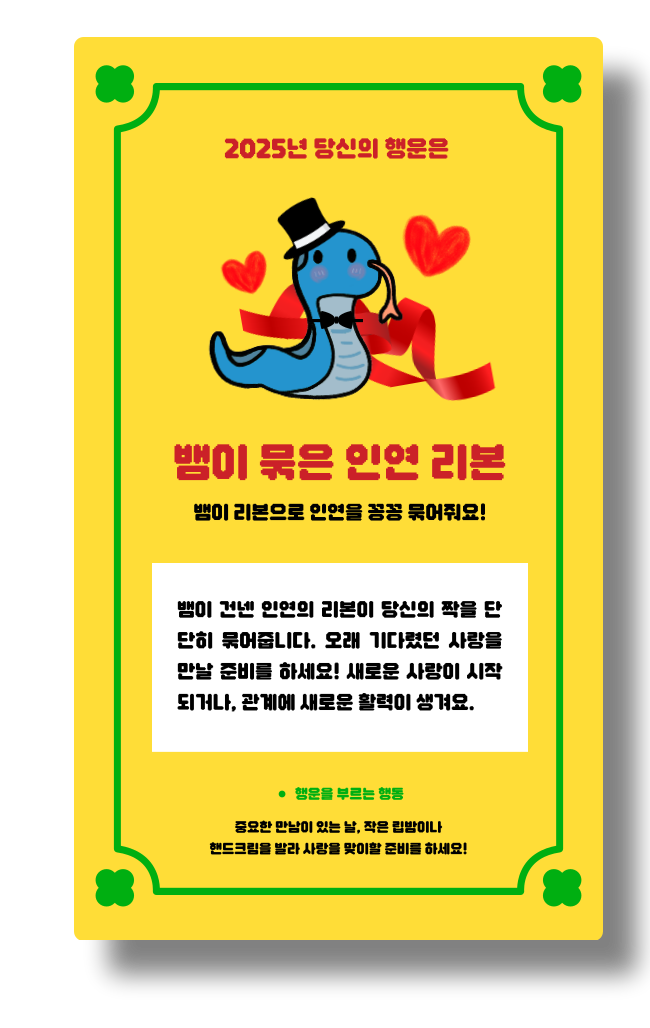 2025년 당신의 행운은
뱀이 묶은 인연 리본
뱀이 리본으로 인연을 꽁꽁 묶어줘요!
뱀이 건넨 인연의 리본이 당신의 짝을 단
단히 묶어줍니다. 오래 기다렸던 사랑을
만날 준비를 하세요! 새로운 사랑이 시작
되거나, 관계에 새로운 활력이 생겨요.
• 행운을 부르는 행동
중요한 만남이 있는 날, 작은 립밤이나
핸드크림을 발라 사랑을 맞이할 준비를 하세요!